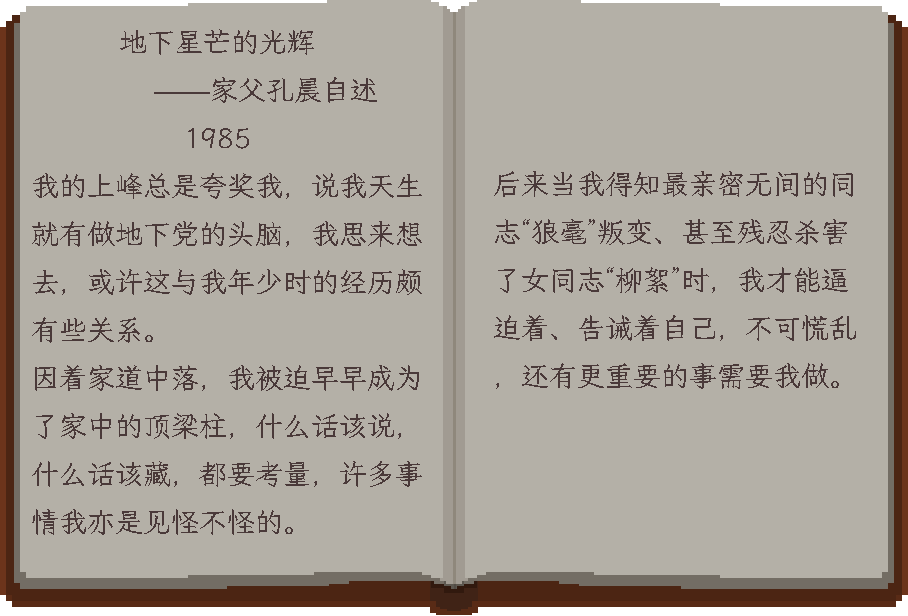 地下星芒的光辉
——家父孔晨自述
1985
我的上峰总是夸奖我，说我天生
就有做地下党的头脑，我思来想
去，或许这与我年少时的经历颇
有些关系。
因着家道中落，我被迫早早成为
了家中的顶梁柱，什么话该说，
什么话该藏，都要考量，许多事
情我亦是见怪不怪的。
后来当我得知最亲密无间的同
志“狼毫”叛变、甚至残忍杀害
了女同志“柳絮”时，我才能逼
迫着、告诫着自己，不可慌乱
，还有更重要的事需要我做。